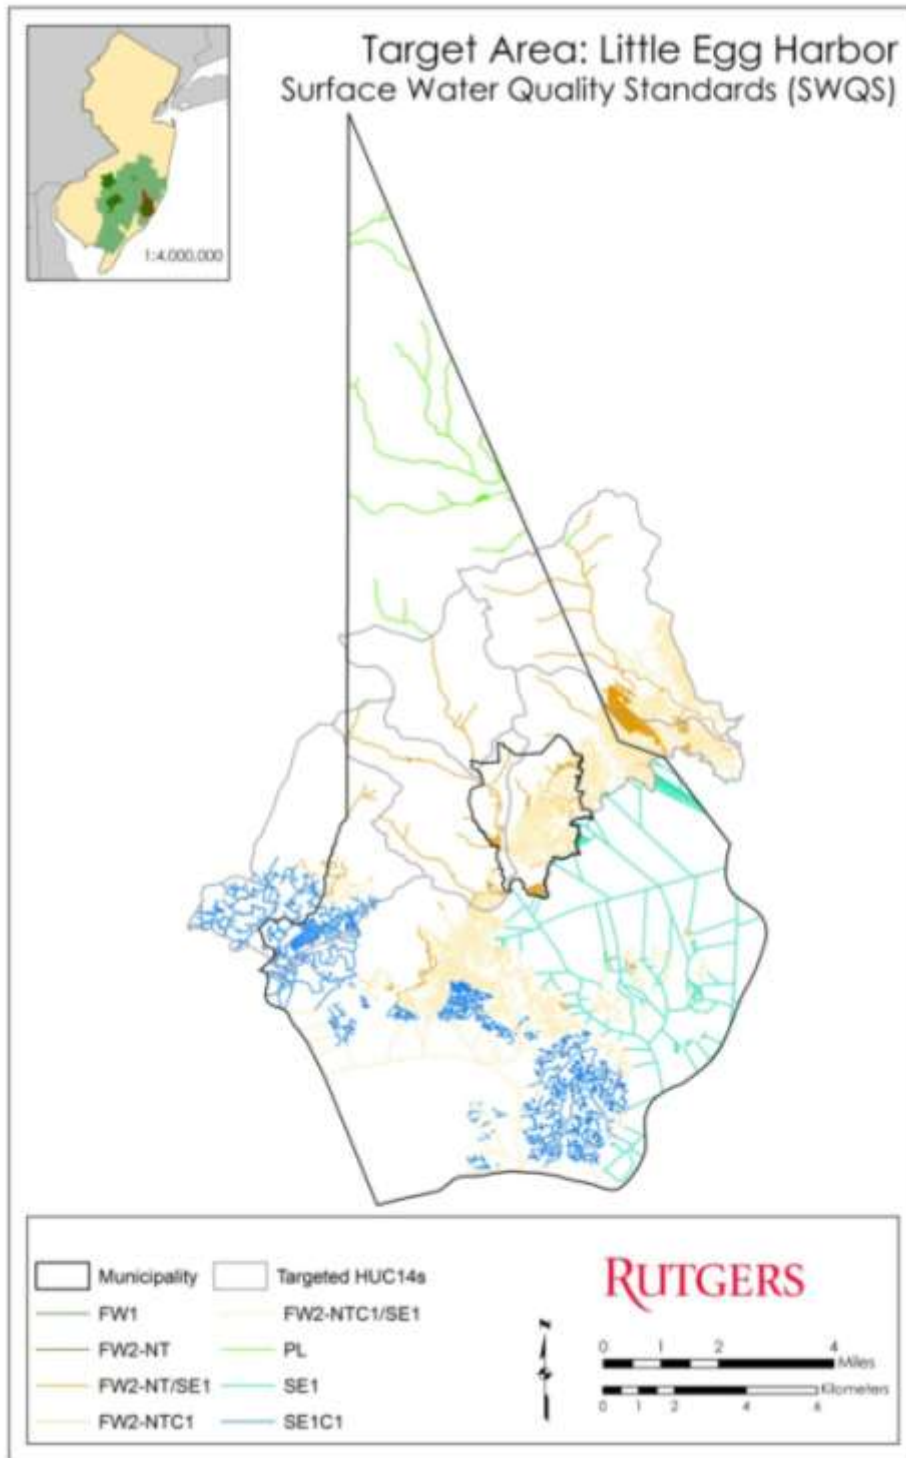 Target Area: Little Egg Harbor
Surface Water Quality Standards (SWQS)
1:4,000,000
Municipality
Targeted HUC14s
FW1
FW2-NTC1/SE1
FW2-NT
PL
FW2-NT/SE1
SE1
FW2-NTC1
SE1C1
RUTGERS
N
0 1 2 4
Miles
Kilometers
0 1 2 4 6